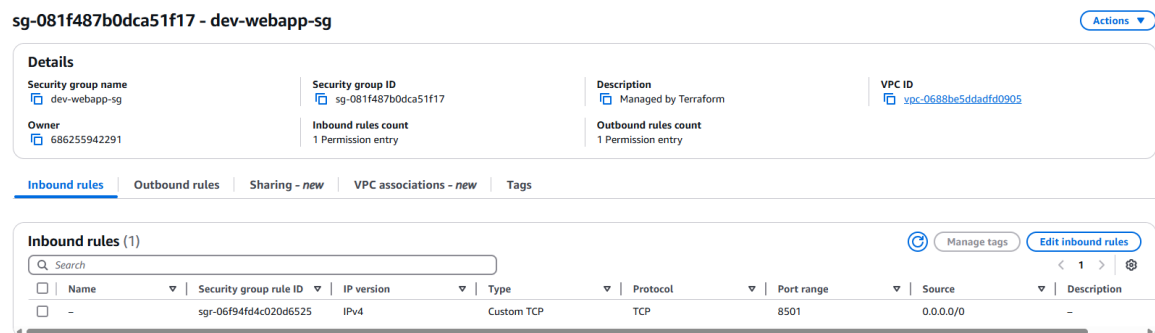 sg-081f487b0dca51f17 - dev-webapp-sg
Actions
Details
Security group name
dev-webapp-sg
Security group ID
sg-081f487b0dca51f17
Description
Managed by Terraform
VPC ID
vpc-0688be5ddadfd0905
Owner
686255942291
Inbound rules count
1 Permission entry
Outbound rules count
1 Permission entry
Inbound rules Outbound rules Sharing - new VPC associations - new Tags
Inbound rules (1)
Manage tags
Edit inbound rules
Search
1
Name Security group rule ID IP version Type Protocol Port range Source Description
– sgr-06f94fd4c020d6525 IPv4 Custom TCP TCP 8501 0.0.0.0/0 –